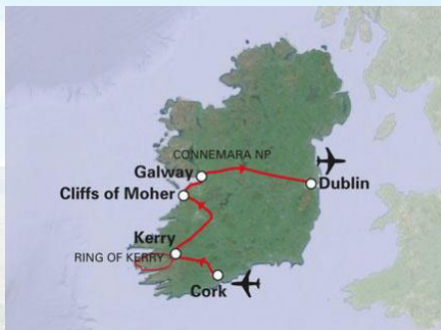 CONNEMARA NP
Galway
Dublin
Cliffs of Moher
Kerry
RING OF KERRY
Cork